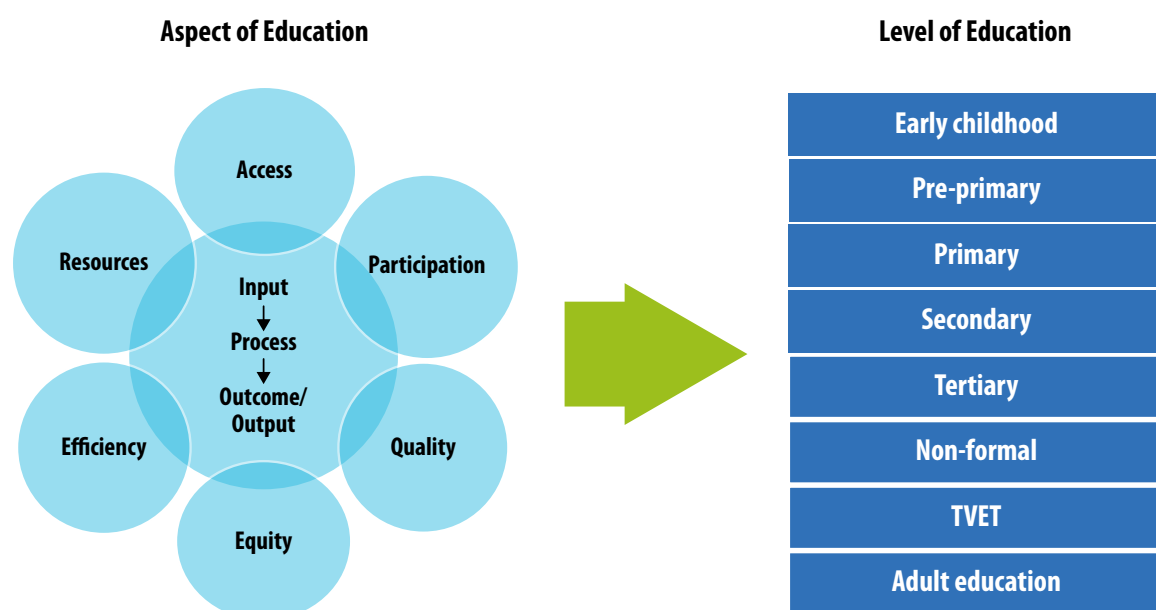 Aspect of Education
Access
Resources
Participation
Input
Process
Outcome/
Output
Efficiency
Quality
Equity
Level of Education
Early childhood
Pre-primary
Primary
Secondary
Tertiary
Non-formal
TVET
Adult education